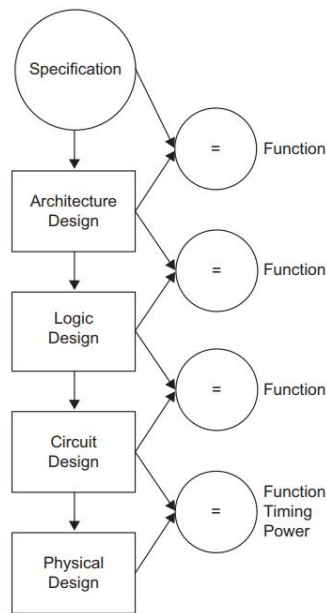 Specification
=
Function
Architecture
Design
=
Function
Logic
Design
=
Function
Circuit
Design
=
Function
Timing
Power
Physical
Design